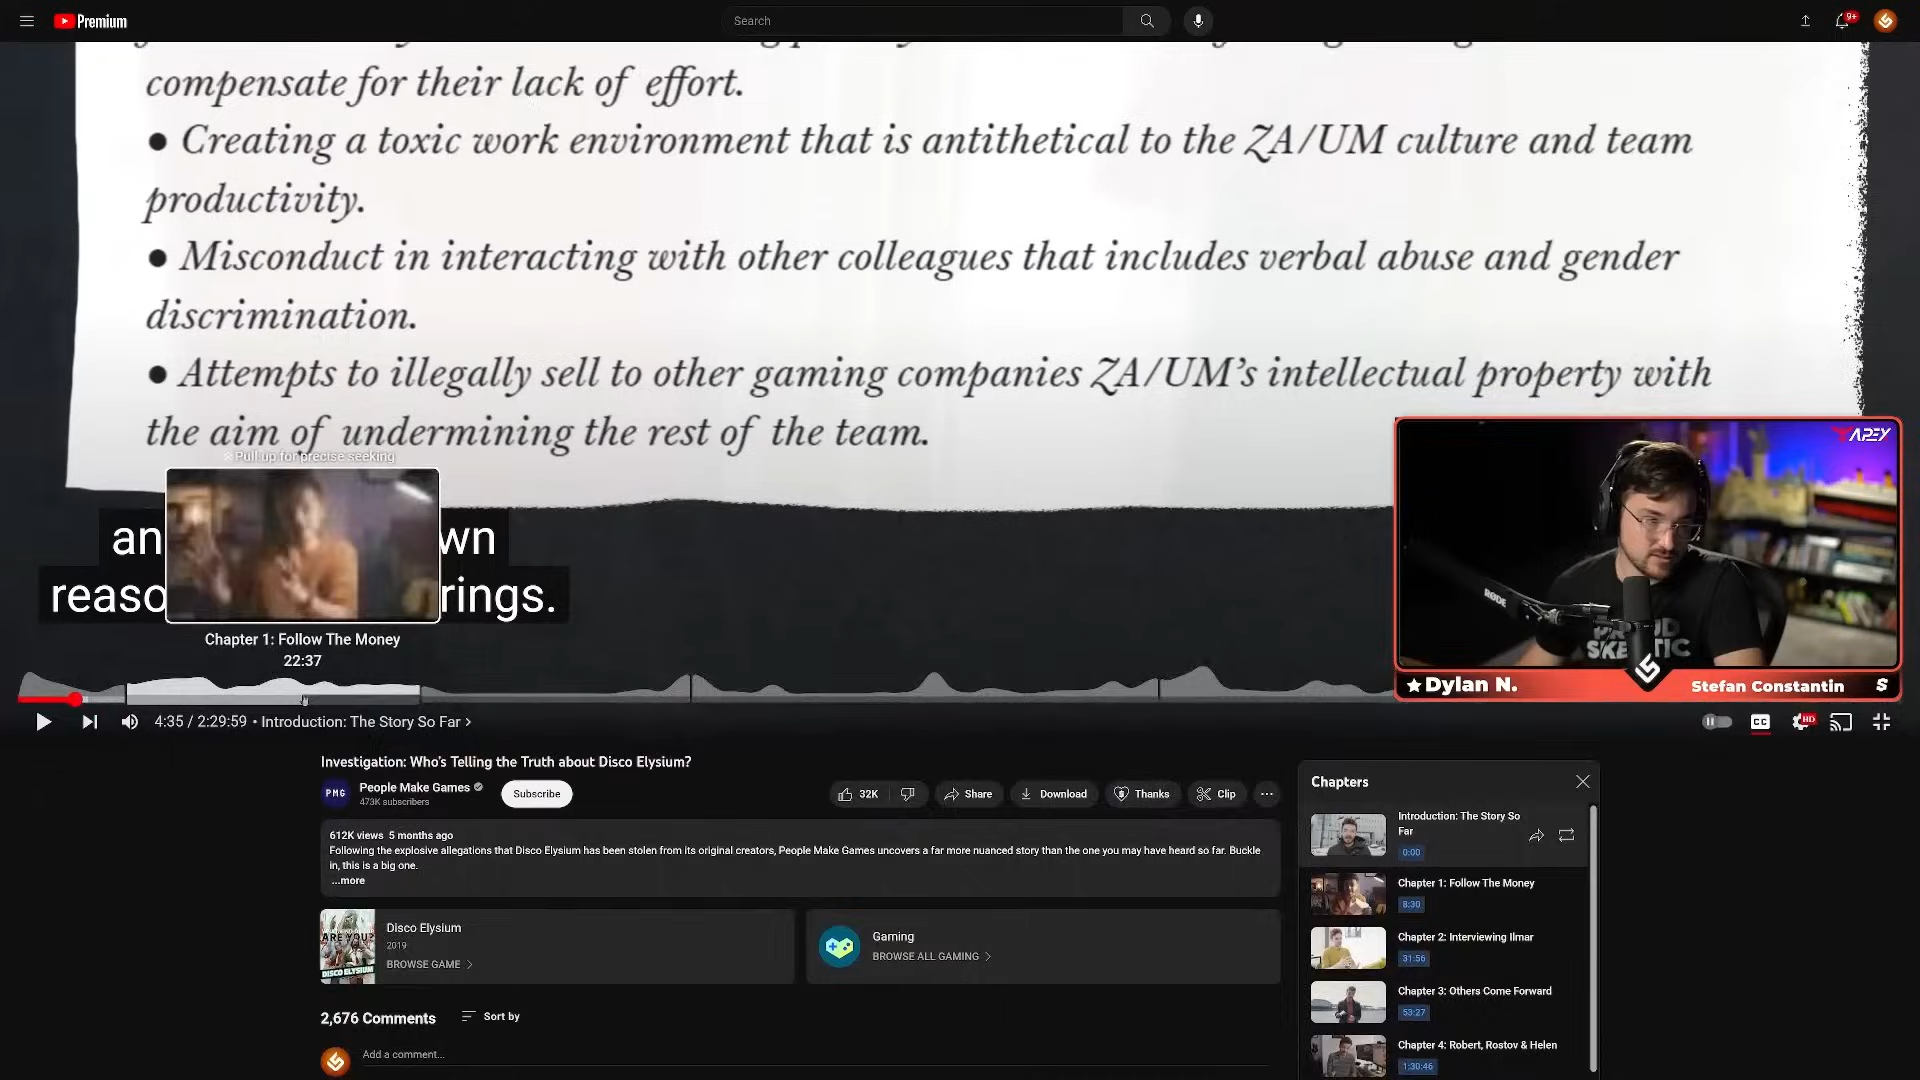 Premium
Search
9+
compensate for their lack of effort.
● Creating a toxic work environment that is antithetical to the ZA/UM culture and team
productivity.
● Misconduct in interacting with other colleagues that includes verbal abuse and gender
discrimination.
● Attempts to illegally sell to other gaming companies ZA/UM’s intellectual property with
the aim of undermining the rest of the team.
Pull up for precise seeking
an wn
reaso rings.
Chapter 1: Follow The Money
22:37
APEX
RØDE
★ Dylan N.
Stefan Constantin
4:35 / 2:29:59 • Introduction: The Story So Far >
CC
HD
Investigation: Who's Telling the Truth about Disco Elysium?
PMG
People Make Games
473K subscribers
Subscribe
32K
Share
Download
Thanks
Clip
...
612K views 5 months ago
Following the explosive allegations that Disco Elysium has been stolen from its original creators, People Make Games uncovers a far more nuanced story than the one you may have heard so far. Buckle
in, this is a big one.
...more
ARE YOU?
DISCO ELYSIUM
Disco Elysium
2019
BROWSE GAME >
Gaming
BROWSE ALL GAMING >
2,676 Comments
Sort by
Add a comment...
Chapters
Introduction: The Story So
Far
0:00
Chapter 1: Follow The Money
8:30
Chapter 2: Interviewing Ilmar
31:56
Chapter 3: Others Come Forward
53:27
Chapter 4: Robert, Rostov & Helen
1:30:46